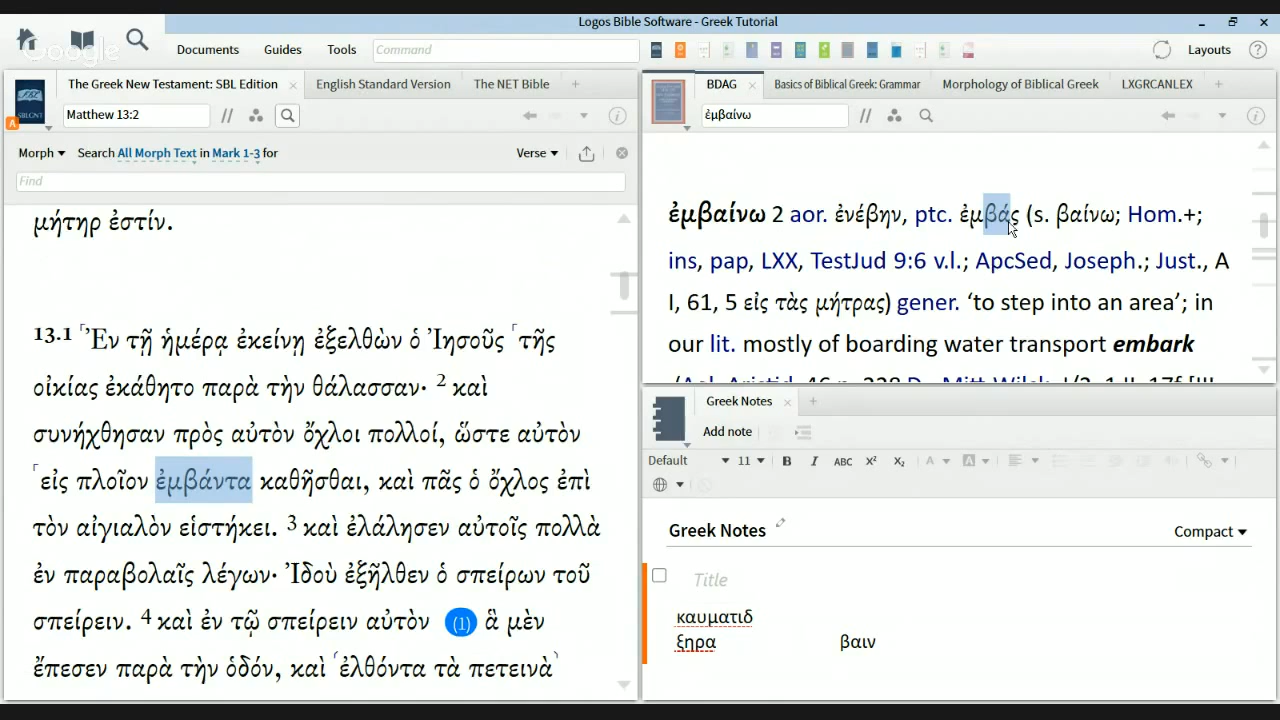 Logos Bible Software - Greek Tutorial
Google
Documents Guides Tools Command
Layouts
The Greek New Testament: SBL Edition English Standard Version The NET Bible
SBLGNT
A
Matthew 13:2
Morph Search All Morph Text in Mark 1-3 for Verse
Find
μήτηρ ἐστίν.
13.1 ⸀Ἐν τῇ ἡμέρᾳ ἐκείνῃ ἐξελθὼν ὁ Ἰησοῦς ⸀τῆς
οἰκίας ἐκάθητο παρὰ τὴν θάλασσαν· 2 καὶ
συνήχθησαν πρὸς αὐτὸν ὄχλοι πολλοί, ὥστε αὐτὸν
⸀εἰς πλοῖον ἐμβάντα καθῆσθαι, καὶ πᾶς ὁ ὄχλος ἐπὶ
τὸν αἰγιαλὸν εἱστήκει. 3 καὶ ἐλάλησεν αὐτοῖς πολλὰ
ἐν παραβολαῖς λέγων· Ἰδοὺ ἐξῆλθεν ὁ σπείρων τοῦ
σπείρειν. 4 καὶ ἐν τῷ σπείρειν αὐτὸν (1) ἃ μὲν
ἔπεσεν παρὰ τὴν ὁδόν, καὶ ⸂ἐλθόντα τὰ πετεινὰ⸃
BDAG Basics of Biblical Greek: Grammar Morphology of Biblical Greek LXGRCANLEX
ἐμβαίνω
ἐμβαίνω 2 aor. ἐνέβην, ptc. ἐμβάς (s. βαίνω; Hom.+;
ins, pap, LXX, TestJud 9:6 v.l.; ApcSed, Joseph.; Just., A
I, 61, 5 εἰς τὰς μήτρας) gener. ‘to step into an area’; in
our lit. mostly of boarding water transport embark
Greek Notes
Add note
Default 11 B I ABC X² X₂ A A
Greek Notes Compact
Title
καυματιδ
ξηρα βαιν